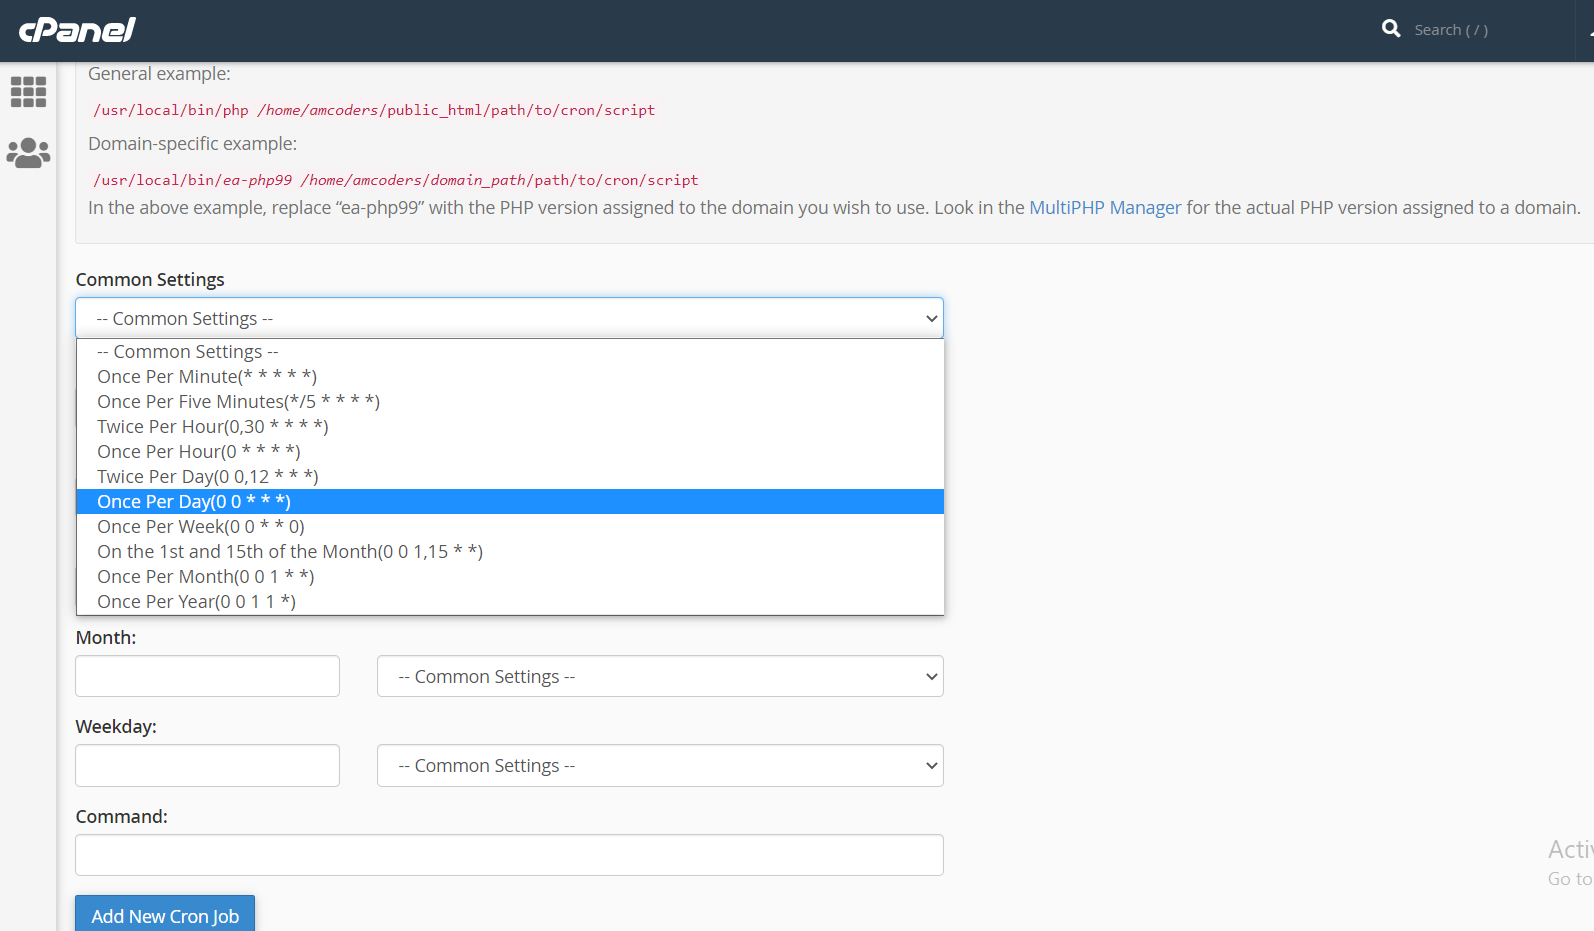 cPanel
Search ( / )
General example:
/usr/local/bin/php /home/amcoders/public_html/path/to/cron/script
Domain-specific example:
/usr/local/bin/ea-php99 /home/amcoders/domain_path/path/to/cron/script
In the above example, replace “ea-php99” with the PHP version assigned to the domain you wish to use. Look in the MultiPHP Manager for the actual PHP version assigned to a domain.
Common Settings
-- Common Settings --
-- Common Settings --
Once Per Minute(* * * * *)
Once Per Five Minutes(*/5 * * * *)
Twice Per Hour(0,30 * * * *)
Once Per Hour(0 * * * *)
Twice Per Day(0 0,12 * * *)
Once Per Day(0 0 * * *)
Once Per Week(0 0 * * 0)
On the 1st and 15th of the Month(0 0 1,15 * *)
Once Per Month(0 0 1 * *)
Once Per Year(0 0 1 1 *)
Month:
-- Common Settings --
Weekday:
-- Common Settings --
Command:
Add New Cron Job
Go to